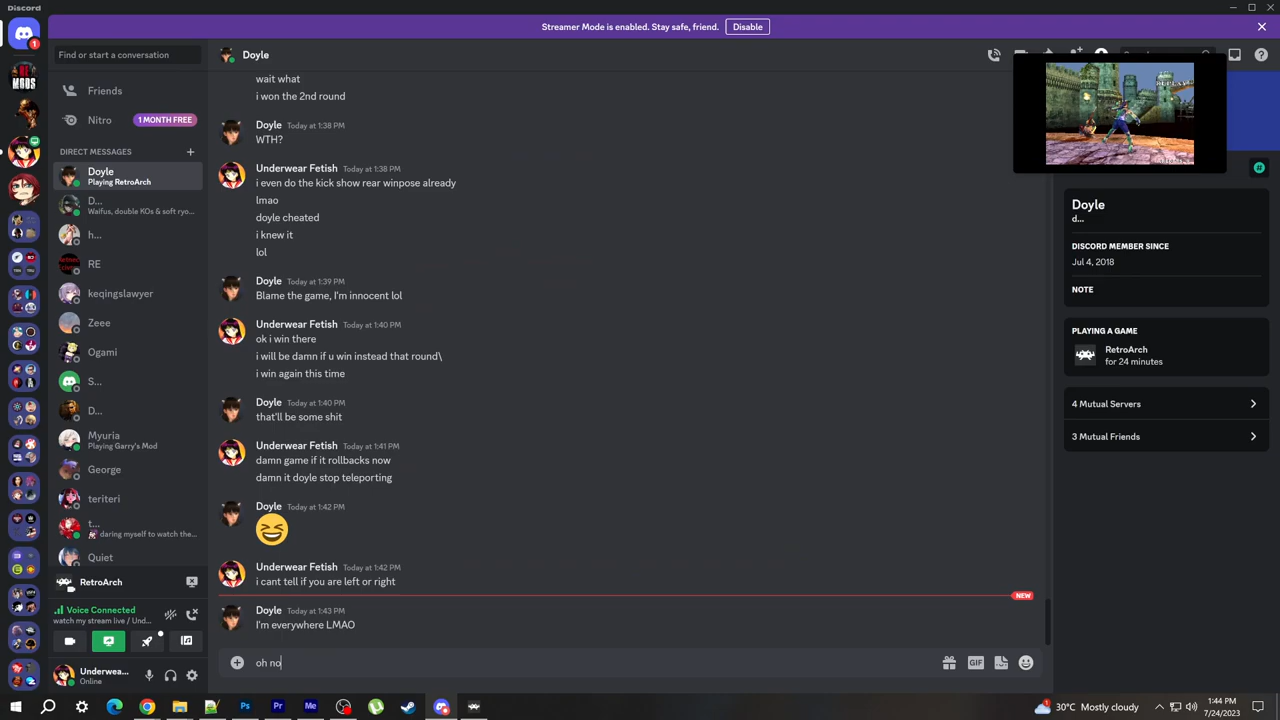 Discord
Streamer Mode is enabled. Stay safe, friend. Disable
Find or start a conversation
Friends
Nitro 1 MONTH FREE
DIRECT MESSAGES
Doyle
Playing RetroArch
D...
Waifus, double KOs & soft ryo...
h...
RE
keqingslawyer
Zeee
Ogami
S...
D...
Myuria
Playing Garry's Mod
George
teriteri
t...
daring myself to watch the...
Quiet
RetroArch
Voice Connected
watch my stream live / Und...
Underwea...
Online
Doyle
wait what
i won the 2nd round
Doyle Today at 1:38 PM
WTH?
Underwear Fetish Today at 1:38 PM
i even do the kick show rear winpose already
lmao
doyle cheated
i knew it
lol
Doyle Today at 1:39 PM
Blame the game, I'm innocent lol
Underwear Fetish Today at 1:40 PM
ok i win there
i will be damn if u win instead that round\
i win again this time
Doyle Today at 1:40 PM
that'll be some shit
Underwear Fetish Today at 1:41 PM
damn game if it rollbacks now
damn it doyle stop teleporting
Doyle Today at 1:42 PM
Underwear Fetish Today at 1:42 PM
i cant tell if you are left or right
NEW
Doyle Today at 1:43 PM
I'm everywhere LMAO
oh no
GIF
REPLAY
Doyle
d...
DISCORD MEMBER SINCE
Jul 4, 2018
NOTE
PLAYING A GAME
RetroArch
for 24 minutes
4 Mutual Servers
3 Mutual Friends
30°C Mostly cloudy
1:44 PM
7/24/2023